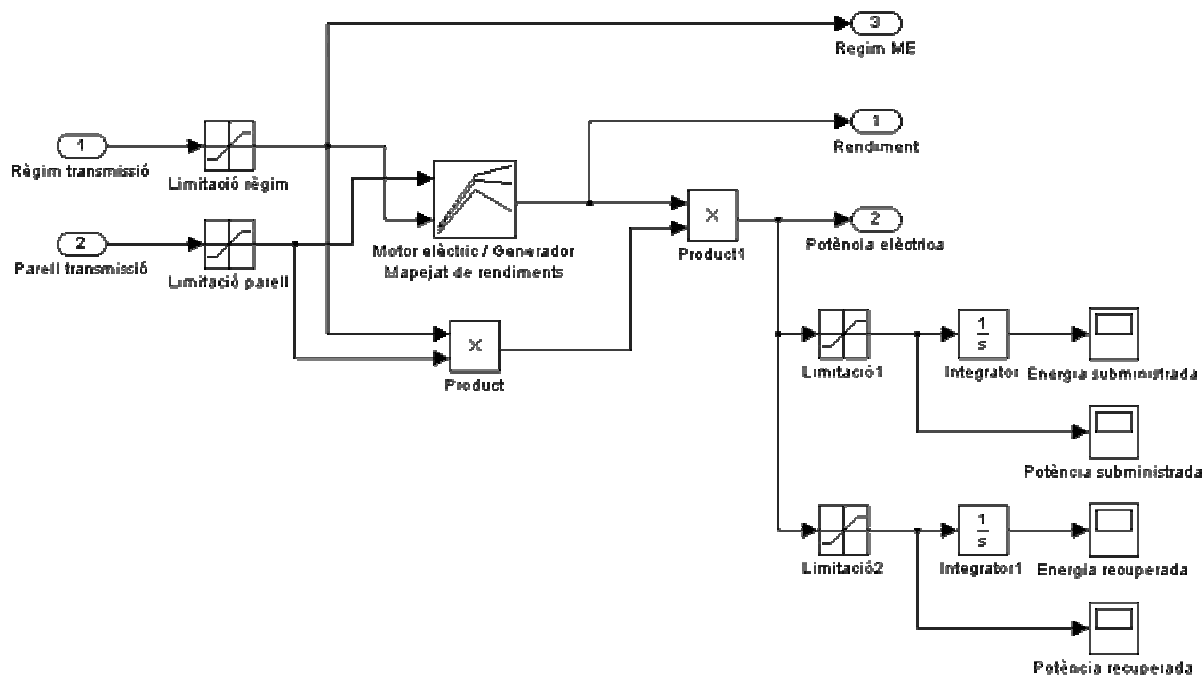 3
Regim ME
1
Règim transmissió
Limitació règim
1
Rendiment
2
Parell transmissió
Limitació parell
Motor elèctric / Generador
Mapejat de rendiments
X
Product1
2
Potència elèctrica
X
Product
Limitació1
1
s
Integrator
Energia subministrada
Potència subministrada
Limitació2
1
s
Integrator1
Energia recuperada
Potència recuperada